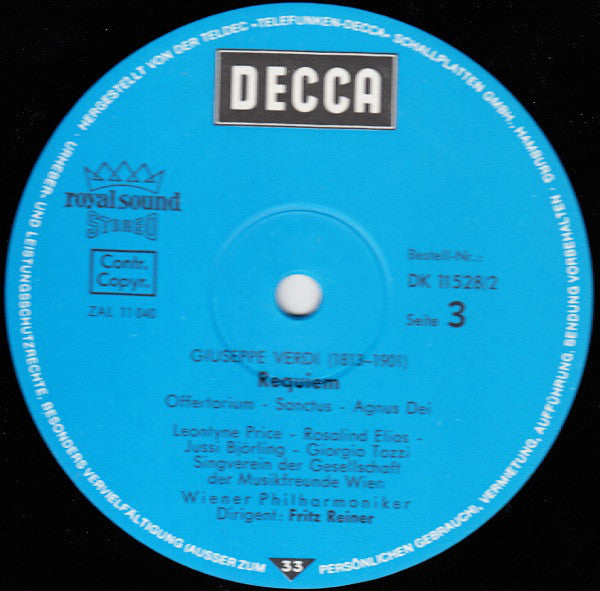 HERGESTELLT VON DER TELDEC »TELEFUNKEN-DECCA« SCHALLPLATTEN GMBH., HAMBURG · BENDUNG VORBEHALTEN
URHEBER- UND LEISTUNGSSCHUTZRECHTE, BESONDERS VERVIELFÄLTIGUNG (AUSSER ZUM
PERSÖNLICHEN GEBRAUCH), VERMIETUNG, AUFFÜHRUNG,
DECCA
royal sound
STEREO
Contr.
Copyr.
ZAL 11 040
Bestell-Nr.:
DK 11528/2
Seite 3
GIUSEPPE VERDI (1813–1901)
Requiem
Offertorium - Sanctus - Agnus Dei
Leontyne Price - Rosalind Elias -
Jussi Björling - Giorgio Tozzi
Singverein der Gesellschaft
der Musikfreunde Wien
Wiener Philharmoniker
Dirigent: Fritz Reiner
33